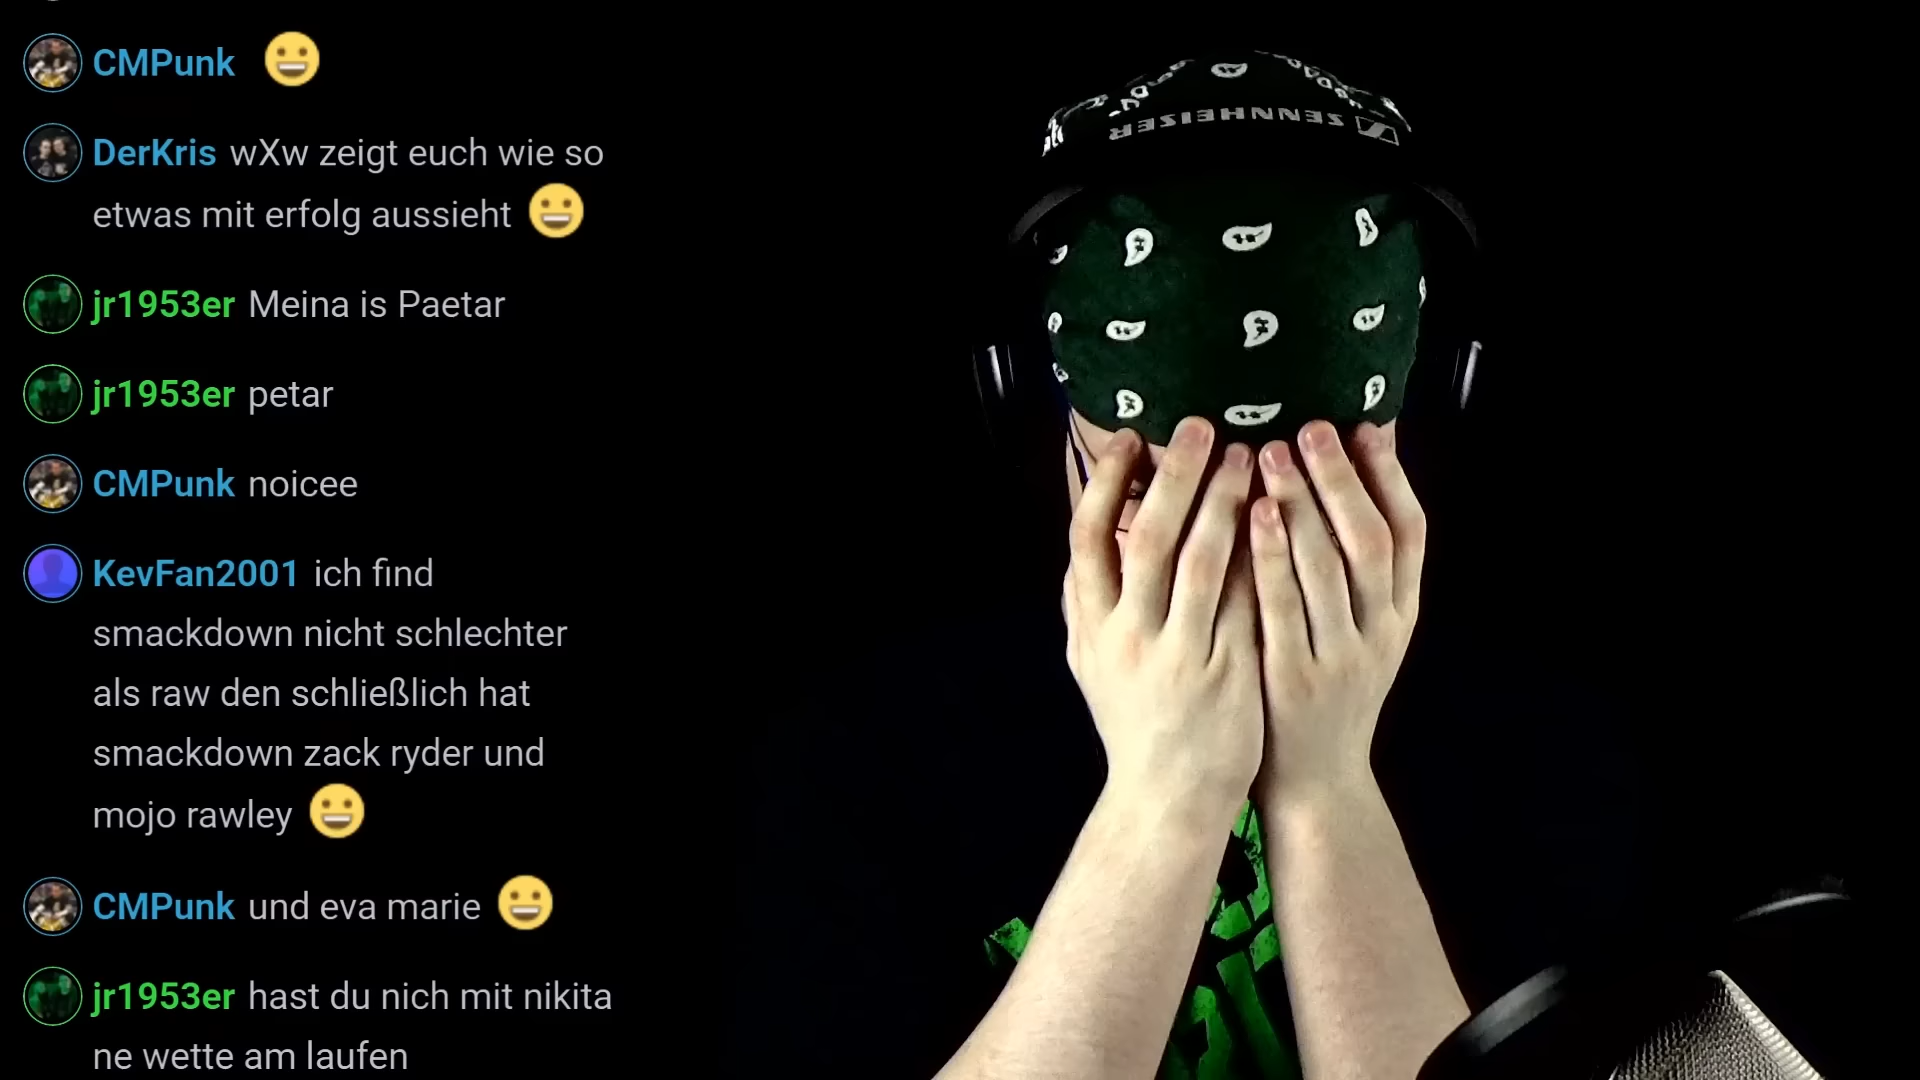 CMPunk
DerKris wXw zeigt euch wie so
etwas mit erfolg aussieht
jr1953er Meina is Paetar
jr1953er petar
CMPunk noicee
KevFan2001 ich find
smackdown nicht schlechter
als raw den schließlich hat
smackdown zack ryder und
mojo rawley
CMPunk und eva marie
jr1953er hast du nich mit nikita
ne wette am laufen
SENNHEISER